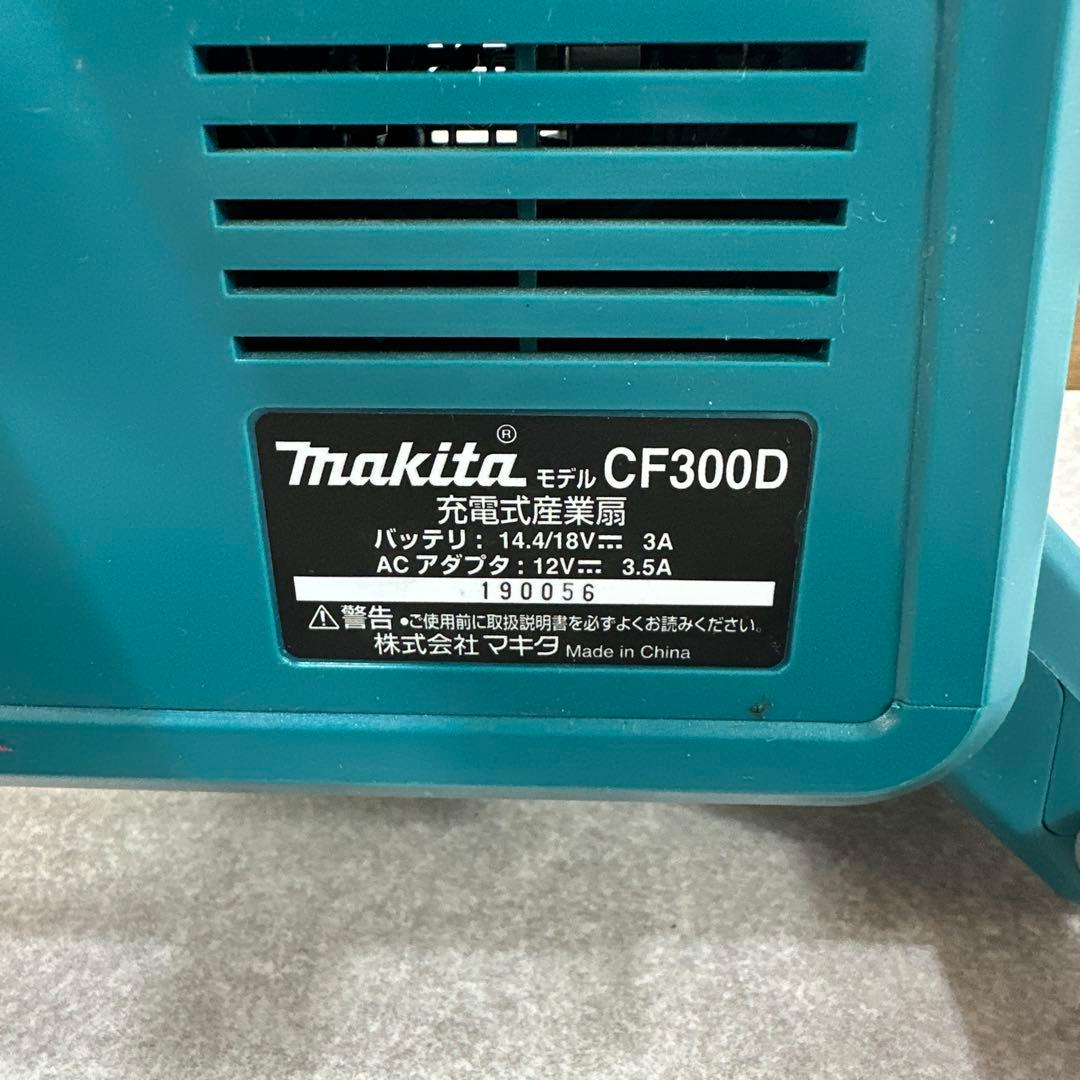 makita® モデル CF300D
充電式産業扇
バッテリ: 14.4/18V⎓ 3A
ACアダプタ: 12V⎓ 3.5A
190056
⚠警告 •ご使用前に取扱説明書を必ずよくお読みください。
株式会社マキタ Made in China